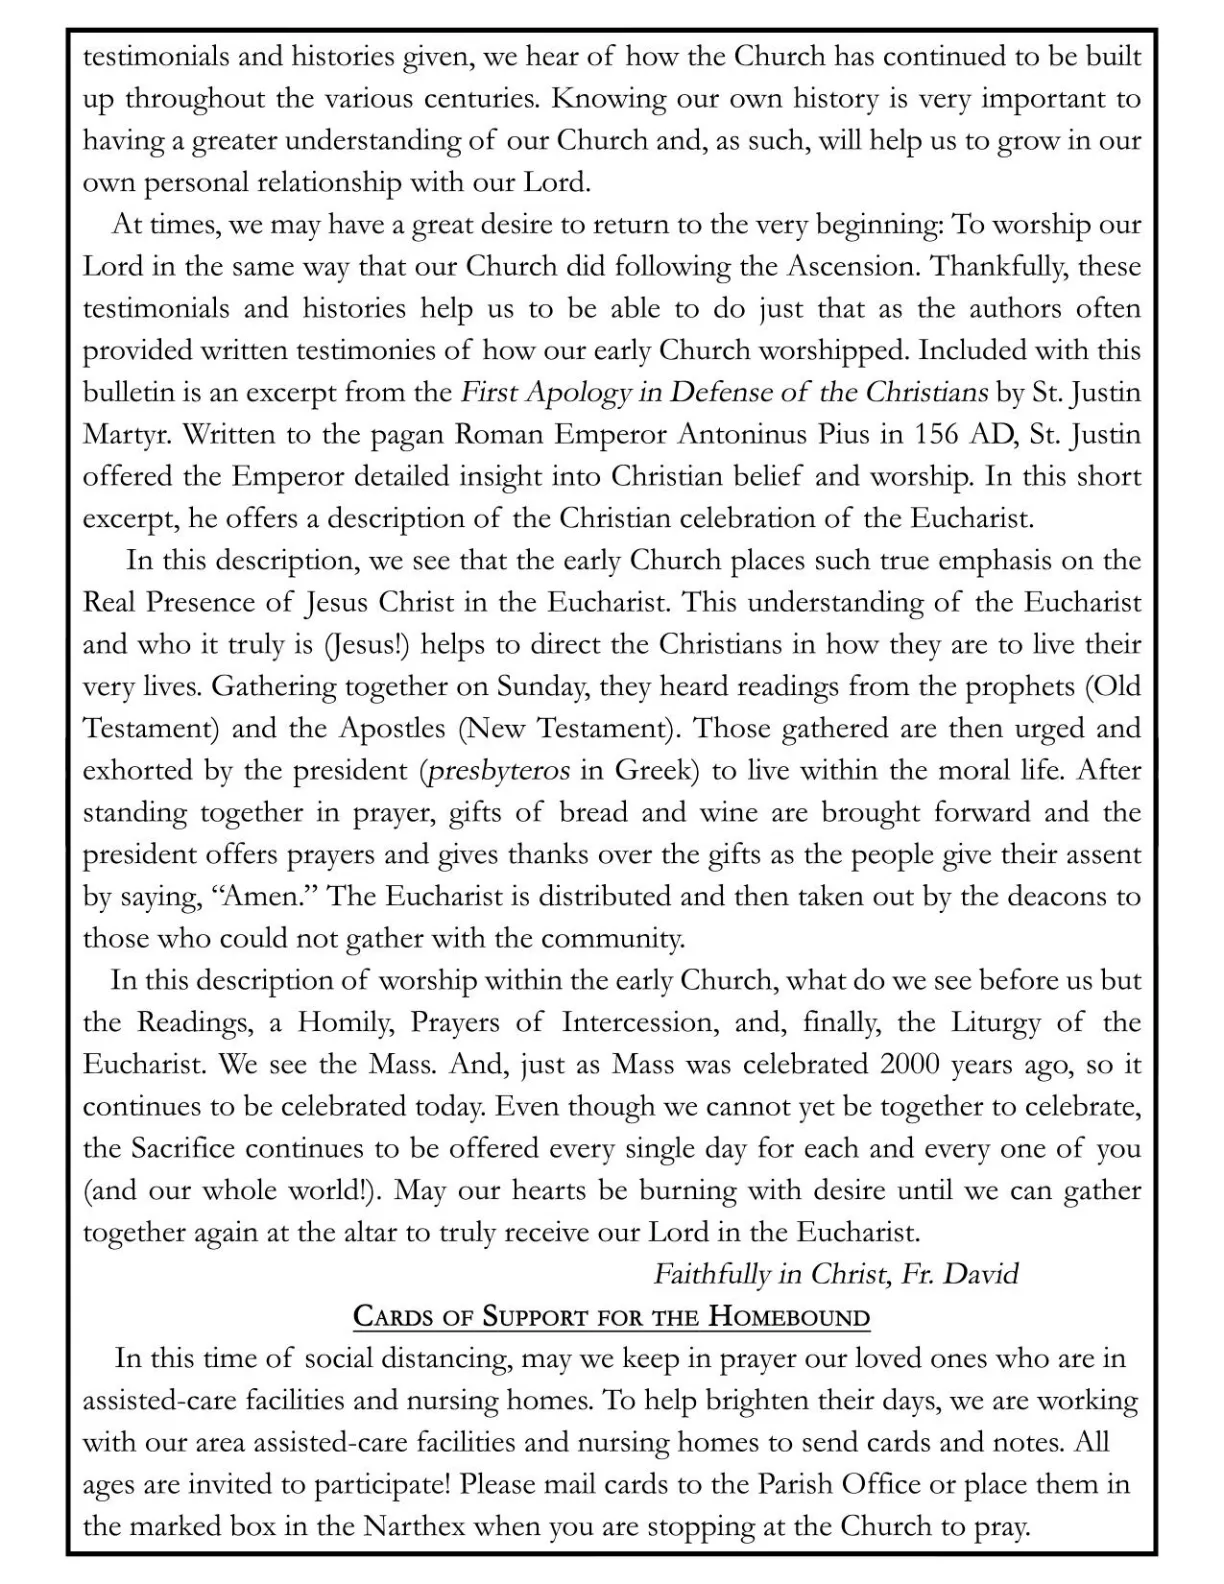 testimonials and histories given, we hear of how the Church has continued to be built
up throughout the various centuries. Knowing our own history is very important to
having a greater understanding of our Church and, as such, will help us to grow in our
own personal relationship with our Lord.
At times, we may have a great desire to return to the very beginning: To worship our
Lord in the same way that our Church did following the Ascension. Thankfully, these
testimonials and histories help us to be able to do just that as the authors often
provided written testimonies of how our early Church worshipped. Included with this
bulletin is an excerpt from the First Apology in Defense of the Christians by St. Justin
Martyr. Written to the pagan Roman Emperor Antoninus Pius in 156 AD, St. Justin
offered the Emperor detailed insight into Christian belief and worship. In this short
excerpt, he offers a description of the Christian celebration of the Eucharist.
In this description, we see that the early Church places such true emphasis on the
Real Presence of Jesus Christ in the Eucharist. This understanding of the Eucharist
and who it truly is (Jesus!) helps to direct the Christians in how they are to live their
very lives. Gathering together on Sunday, they heard readings from the prophets (Old
Testament) and the Apostles (New Testament). Those gathered are then urged and
exhorted by the president (presbyteros in Greek) to live within the moral life. After
standing together in prayer, gifts of bread and wine are brought forward and the
president offers prayers and gives thanks over the gifts as the people give their assent
by saying, “Amen.” The Eucharist is distributed and then taken out by the deacons to
those who could not gather with the community.
In this description of worship within the early Church, what do we see before us but
the Readings, a Homily, Prayers of Intercession, and, finally, the Liturgy of the
Eucharist. We see the Mass. And, just as Mass was celebrated 2000 years ago, so it
continues to be celebrated today. Even though we cannot yet be together to celebrate,
the Sacrifice continues to be offered every single day for each and every one of you
(and our whole world!). May our hearts be burning with desire until we can gather
together again at the altar to truly receive our Lord in the Eucharist.
Faithfully in Christ, Fr. David
CARDS OF SUPPORT FOR THE HOMEBOUND
In this time of social distancing, may we keep in prayer our loved ones who are in
assisted-care facilities and nursing homes. To help brighten their days, we are working
with our area assisted-care facilities and nursing homes to send cards and notes. All
ages are invited to participate! Please mail cards to the Parish Office or place them in
the marked box in the Narthex when you are stopping at the Church to pray.